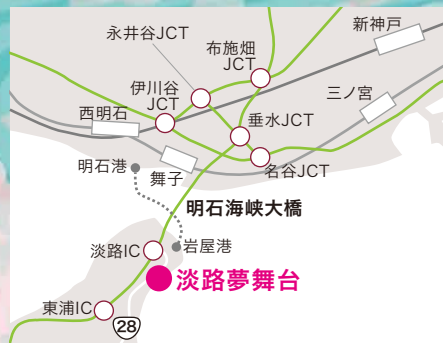 新神戸
永井谷JCT
布施畑
JCT
伊川谷
JCT
三ノ宮
西明石
垂水JCT
明石港
舞子
名谷JCT
明石海峡大橋
淡路IC
岩屋港
淡路夢舞台
東浦IC
28